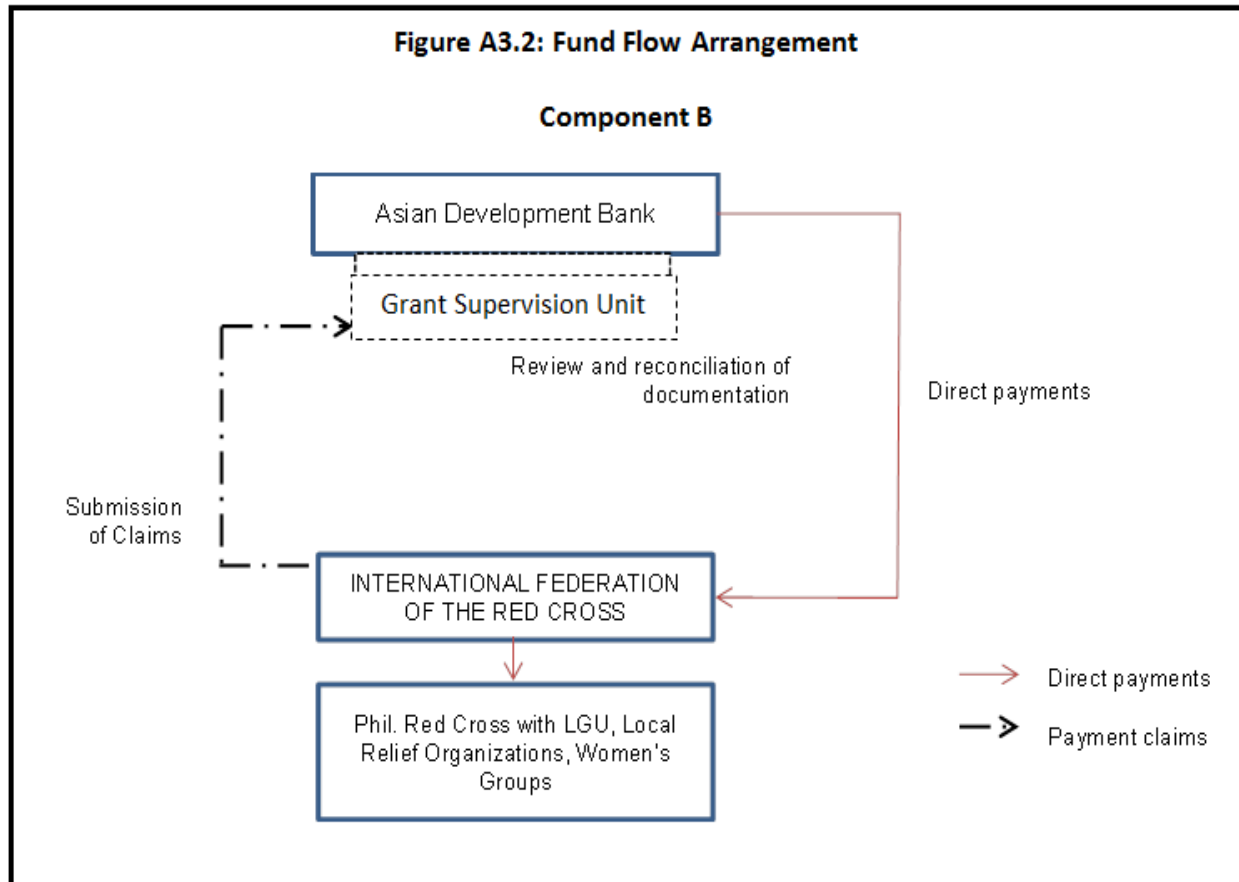 Figure A3.2: Fund Flow Arrangement
Component B
Asian Development Bank
Grant Supervision Unit
Review and reconciliation of
documentation
Direct payments
Submission
of Claims
INTERNATIONAL FEDERATION
OF THE RED CROSS
Phil. Red Cross with LGU, Local
Relief Organizations, Women's
Groups
Direct payments
Payment claims